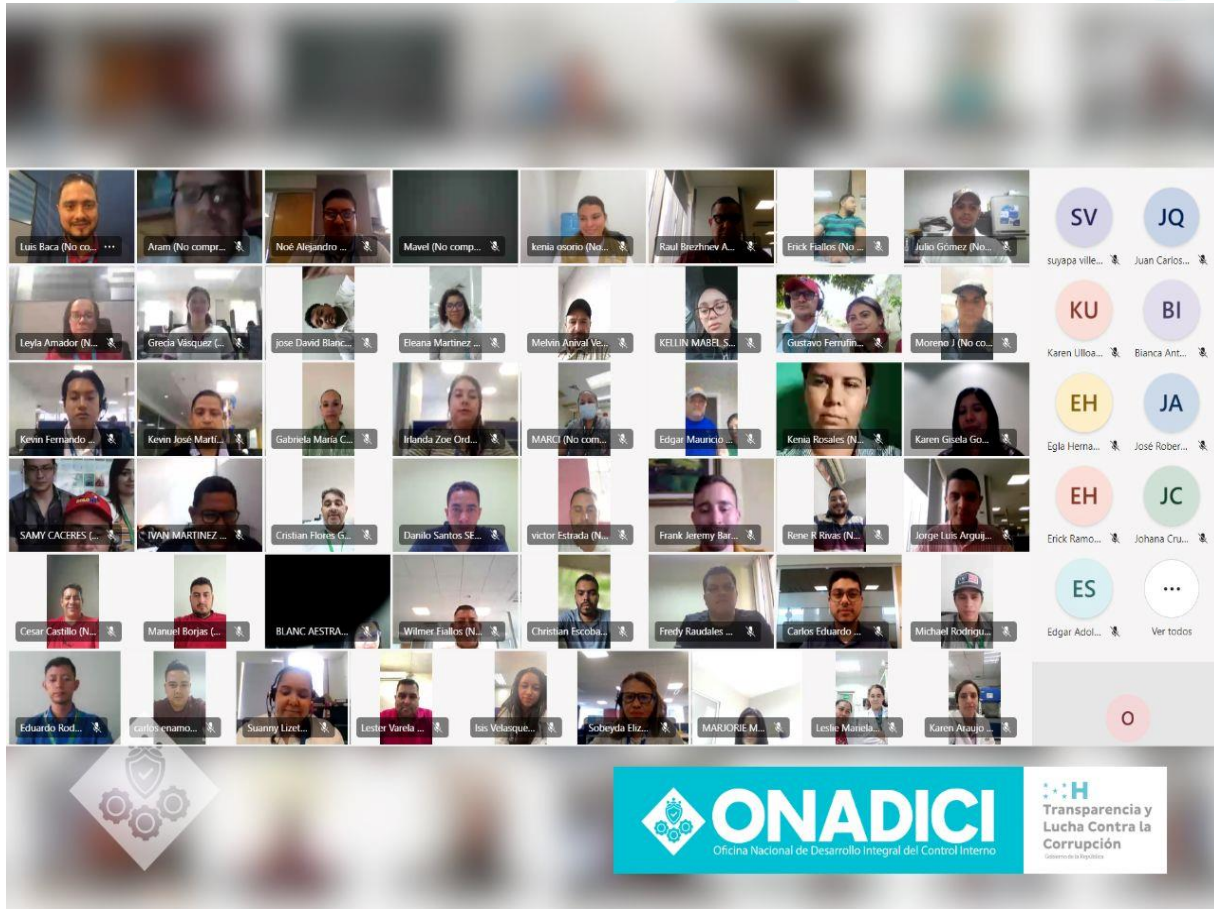 Luis Baca (No co... ...
Aram (No compr...
Noé Alejandro ...
Mavel (No comp...
kenia osorio (No...
Raul Brezhnev A...
Erick Fiallos (No ...
Julio Gómez (No...
SV
JQ
suyapa ville...
Juan Carlos...
Leyla Amador (N...
Grecia Vásquez (...
jose David Blanc...
Eleana Martinez ...
Melvin Anival Ve...
KELLIN MABEL S...
Gustavo Ferrufin...
Moreno J (No co...
KU
BI
Karen Ulloa...
Bianca Ant...
Kevin Fernando ...
Kevin José Martí...
Gabriela María C...
Irlanda Zoe Ord...
MARCI (No com...
Edgar Mauricio ...
Kenia Rosales (N...
Karen Gisela Go...
EH
JA
Egla Herna...
José Rober...
SAMY CACERES (...
IVAN MARTINEZ ...
Cristian Flores G...
Danilo Santos SE...
victor Estrada (N...
Frank Jeremy Bar...
Rene R Rivas (N...
Jorge Luis Arguij...
EH
JC
Erick Ramo...
Johana Cru...
Cesar Castillo (N...
Manuel Borjas (...
BLANC AESTRA...
Wilmer Fiallos (N...
Christian Escoba...
Fredy Raudales ...
Carlos Eduardo ...
Michael Rodrigu...
ES
...
Edgar Adol...
Ver todos
Eduardo Rod...
carlos enamo...
Suanny Lizet...
Lester Varela ...
Isis Velasque...
Sobeyda Eliz...
MARJORIE M...
Leslie Mariela...
Karen Araujo ...
O
ONADICI
Oficina Nacional de Desarrollo Integral del Control Interno
H
Transparencia y
Lucha Contra la
Corrupción
Gobierno de la República